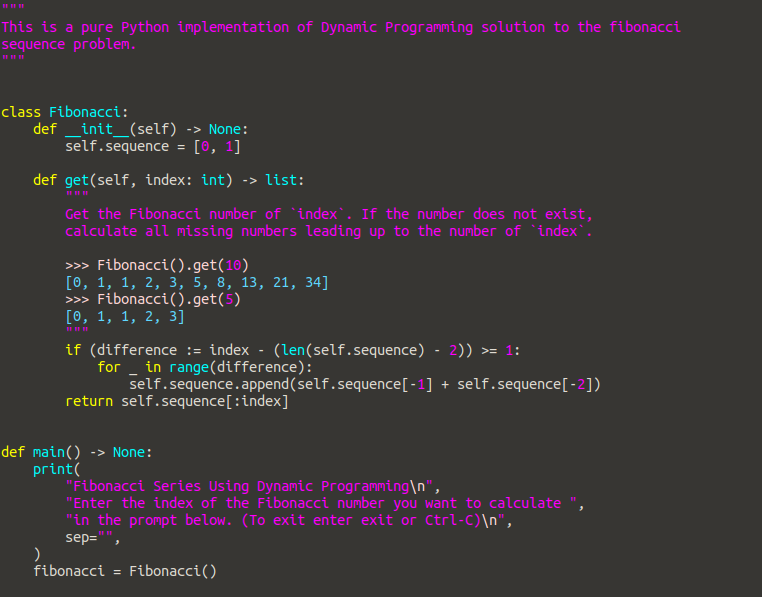 """
This is a pure Python implementation of Dynamic Programming solution to the fibonacci
sequence problem.
"""
class Fibonacci:
    def __init__(self) -> None:
        self.sequence = [0, 1]
    def get(self, index: int) -> list:
        """
        Get the Fibonacci number of `index`. If the number does not exist,
        calculate all missing numbers leading up to the number of `index`.
        >>> Fibonacci().get(10)
        [0, 1, 1, 2, 3, 5, 8, 13, 21, 34]
        >>> Fibonacci().get(5)
        [0, 1, 1, 2, 3]
        """
        if (difference := index - (len(self.sequence) - 2)) >= 1:
            for _ in range(difference):
                self.sequence.append(self.sequence[-1] + self.sequence[-2])
        return self.sequence[:index]
def main() -> None:
    print(
        "Fibonacci Series Using Dynamic Programming\n",
        "Enter the index of the Fibonacci number you want to calculate ",
        "in the prompt below. (To exit enter exit or Ctrl-C)\n",
        sep="",
    )
    fibonacci = Fibonacci()